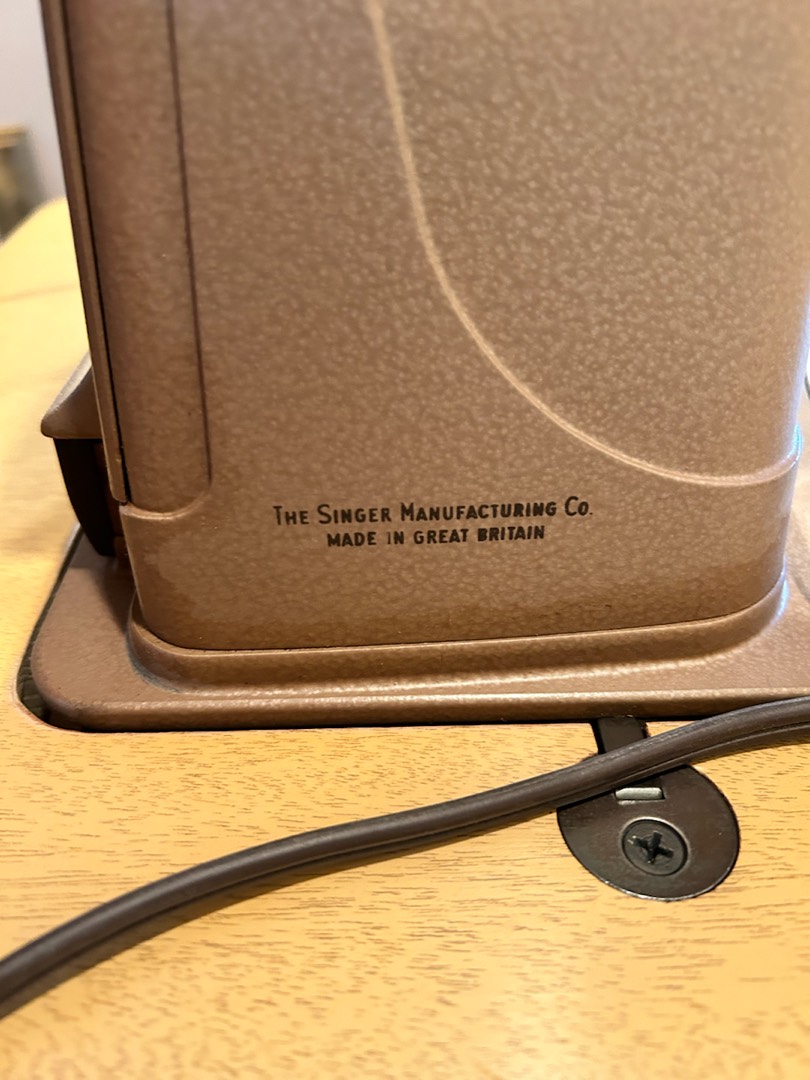 THE SINGER MANUFACTURING CO.
MADE IN GREAT BRITAIN